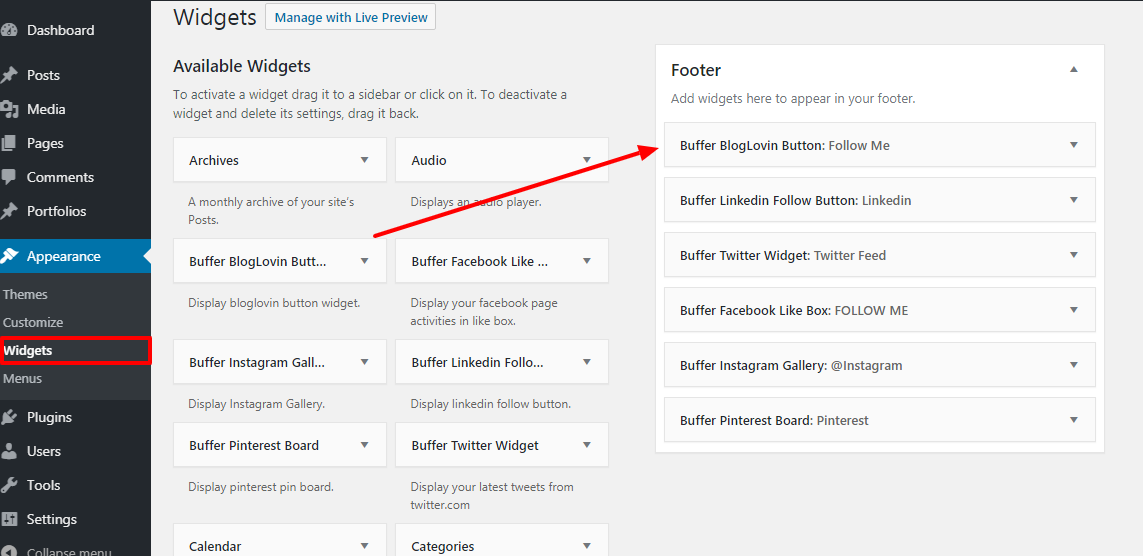 Dashboard
Posts
Media
Pages
Comments
Portfolios
Appearance
Themes
Customize
Widgets
Menus
Plugins
Users
Tools
Settings
Collapse menu
Widgets
Manage with Live Preview
Available Widgets
To activate a widget drag it to a sidebar or click on it. To deactivate a
widget and delete its settings, drag it back.
Archives
A monthly archive of your site's
Posts.
Audio
Displays an audio player.
Buffer BlogLovin Butt...
Display bloglovin button widget.
Buffer Facebook Like ...
Display your facebook page
activities in like box.
Buffer Instagram Gall...
Display Instagram Gallery.
Buffer Linkedin Follo...
Display linkedin follow button.
Buffer Pinterest Board
Display pinterest pin board.
Buffer Twitter Widget
Display your latest tweets from
twitter.com
Calendar
Categories
Footer
Add widgets here to appear in your footer.
Buffer BlogLovin Button: Follow Me
Buffer Linkedin Follow Button: Linkedin
Buffer Twitter Widget: Twitter Feed
Buffer Facebook Like Box: FOLLOW ME
Buffer Instagram Gallery: @Instagram
Buffer Pinterest Board: Pinterest